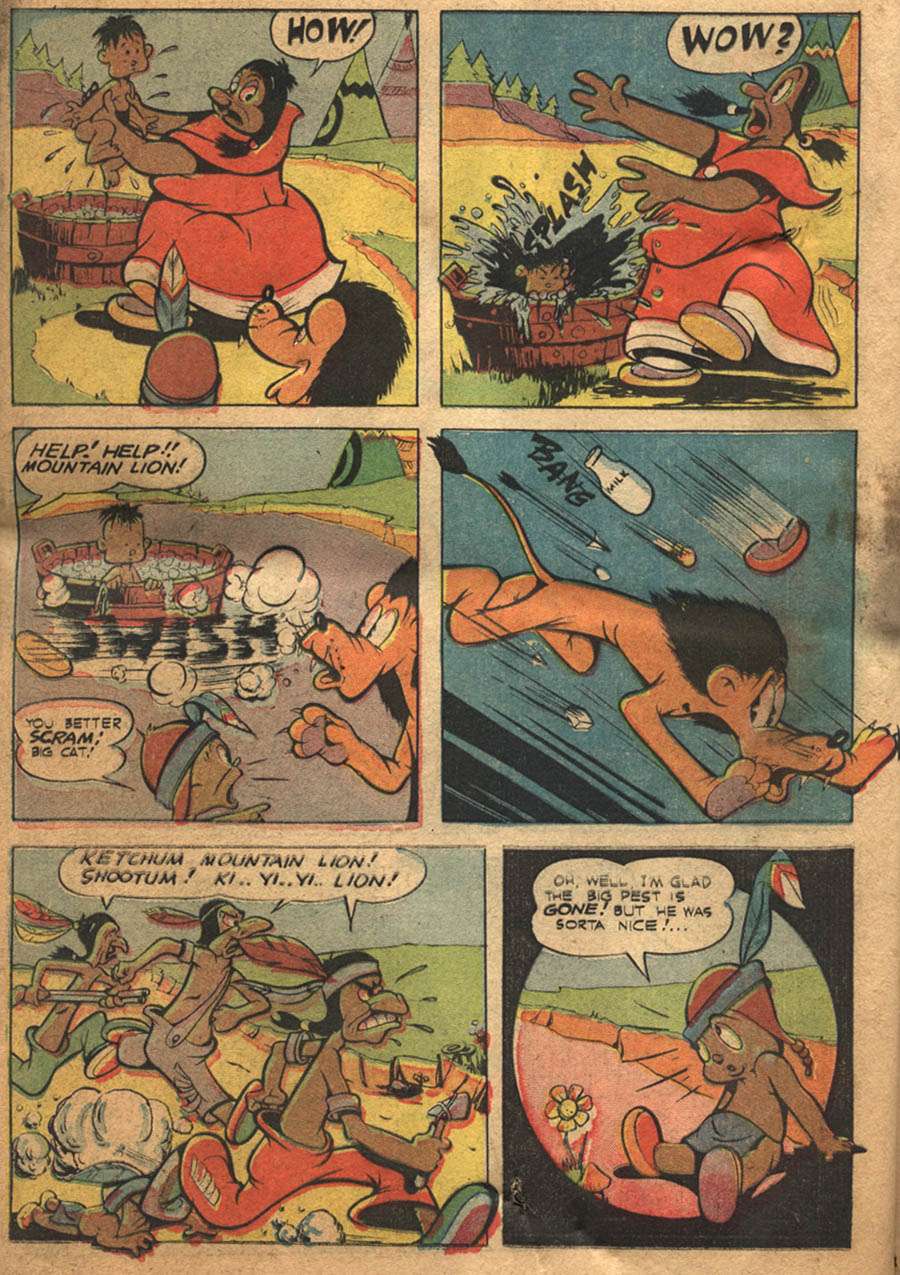 HOW!
WOW?
SPLASH
HELP! HELP!!
MOUNTAIN LION!
SWISH
YOU BETTER
SCRAM,
BIG CAT!
BANG
MILK
KETCHUM MOUNTAIN LION!
SHOOTUM! KI.. YI..YI.. LION!
OH, WELL, I'M GLAD
THE BIG PEST IS
GONE! BUT HE WAS
SORTA NICE!...